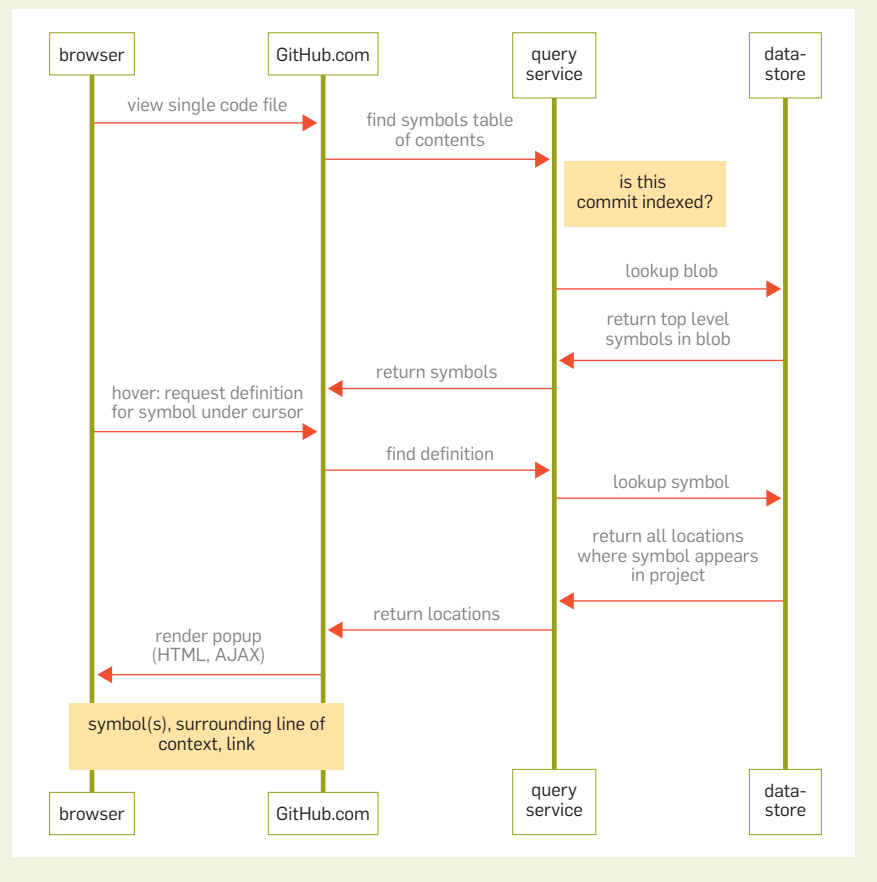 browser
GitHub.com
query
service
data-
store
view single code file
find symbols table
of contents
is this
commit indexed?
lookup blob
return top level
symbols in blob
return symbols
hover: request definition
for symbol under cursor
find definition
lookup symbol
return all locations
where symbol appears
in project
return locations
render popup
(HTML, AJAX)
symbol(s), surrounding line of
context, link
browser
GitHub.com
query
service
data-
store